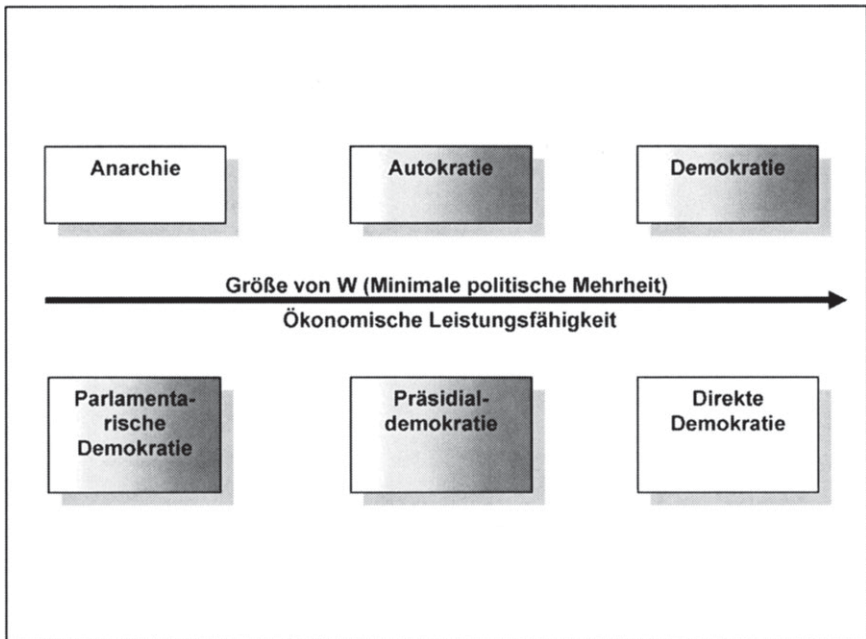 Anarchie
Autokratie
Demokratie
Größe von W (Minimale politische Mehrheit)
Ökonomische Leistungsfähigkeit
Parlamenta-
rische
Demokratie
Präsidial-
demokratie
Direkte
Demokratie